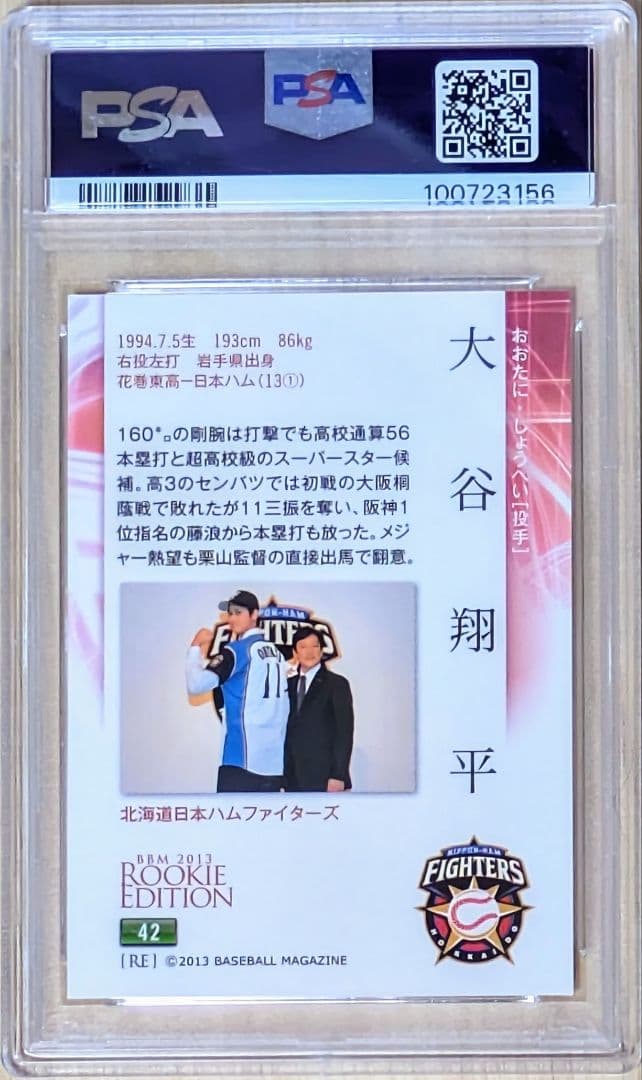 PSA
PSA
100723156
1994.7.5生 193cm 86kg
右投左打 岩手県出身
花巻東高ー日本ハム(13①)
160㌔の剛腕は打撃でも高校通算56
本塁打と超高校級のスーパースター候
補。高3のセンバツでは初戦の大阪桐
蔭戦で敗れたが11三振を奪い、阪神1
位指名の藤浪から本塁打も放った。メジ
ャー熱望も栗山監督の直接出馬で翻意。
大谷翔平
おおたに・しょうへい[投手]
NIPPON-HAM
FIGHTERS
11
北海道日本ハムファイターズ
BBM 2013
ROOKIE
EDITION
42
[RE] ©2013 BASEBALL MAGAZINE
NIPPON-HAM
FIGHTERS
HOKKAIDO